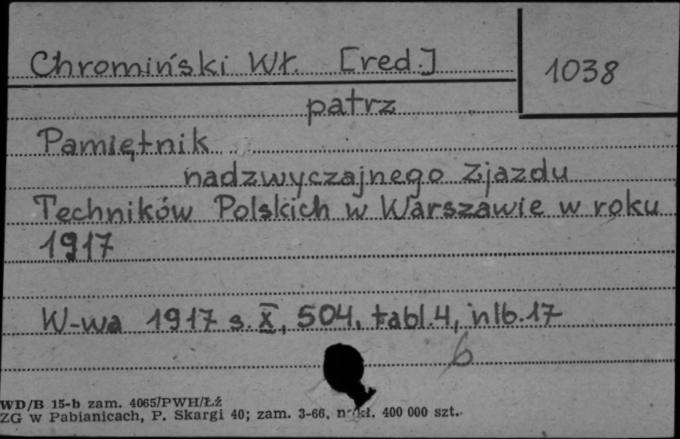 Chromiński Wł. [red.]
1038
patrz
Pamiętnik
nadzwyczajnego Zjazdu
Techników Polskich w Warszawie w roku
1917
W-wa 1917 s. X, 504, tabl. 4, nlb. 17
b
WD/B 15-b zam. 4065/PWH/Łź
ZG w Pabianicach, P. Skargi 40; zam. 3-66, 400 000 szt.